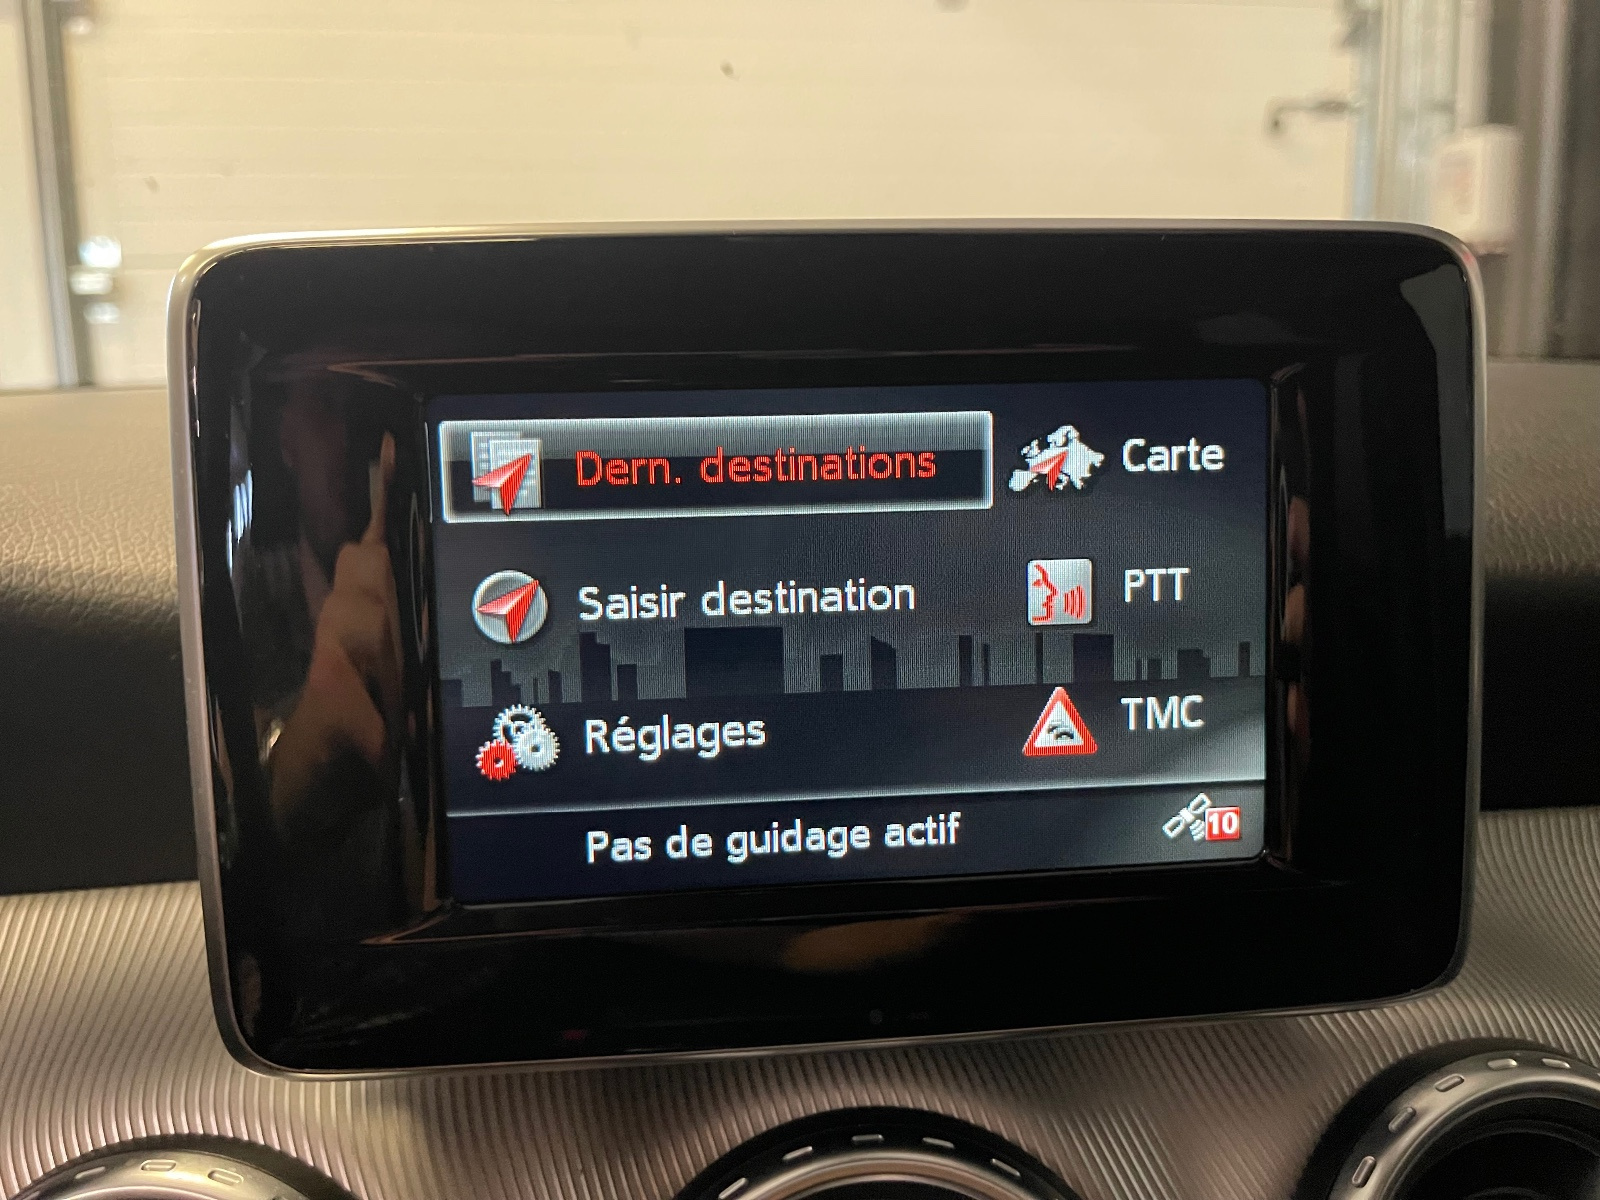 Dern. destinations
Carte
Saisir destination
PTT
Réglages
TMC
Pas de guidage actif
10